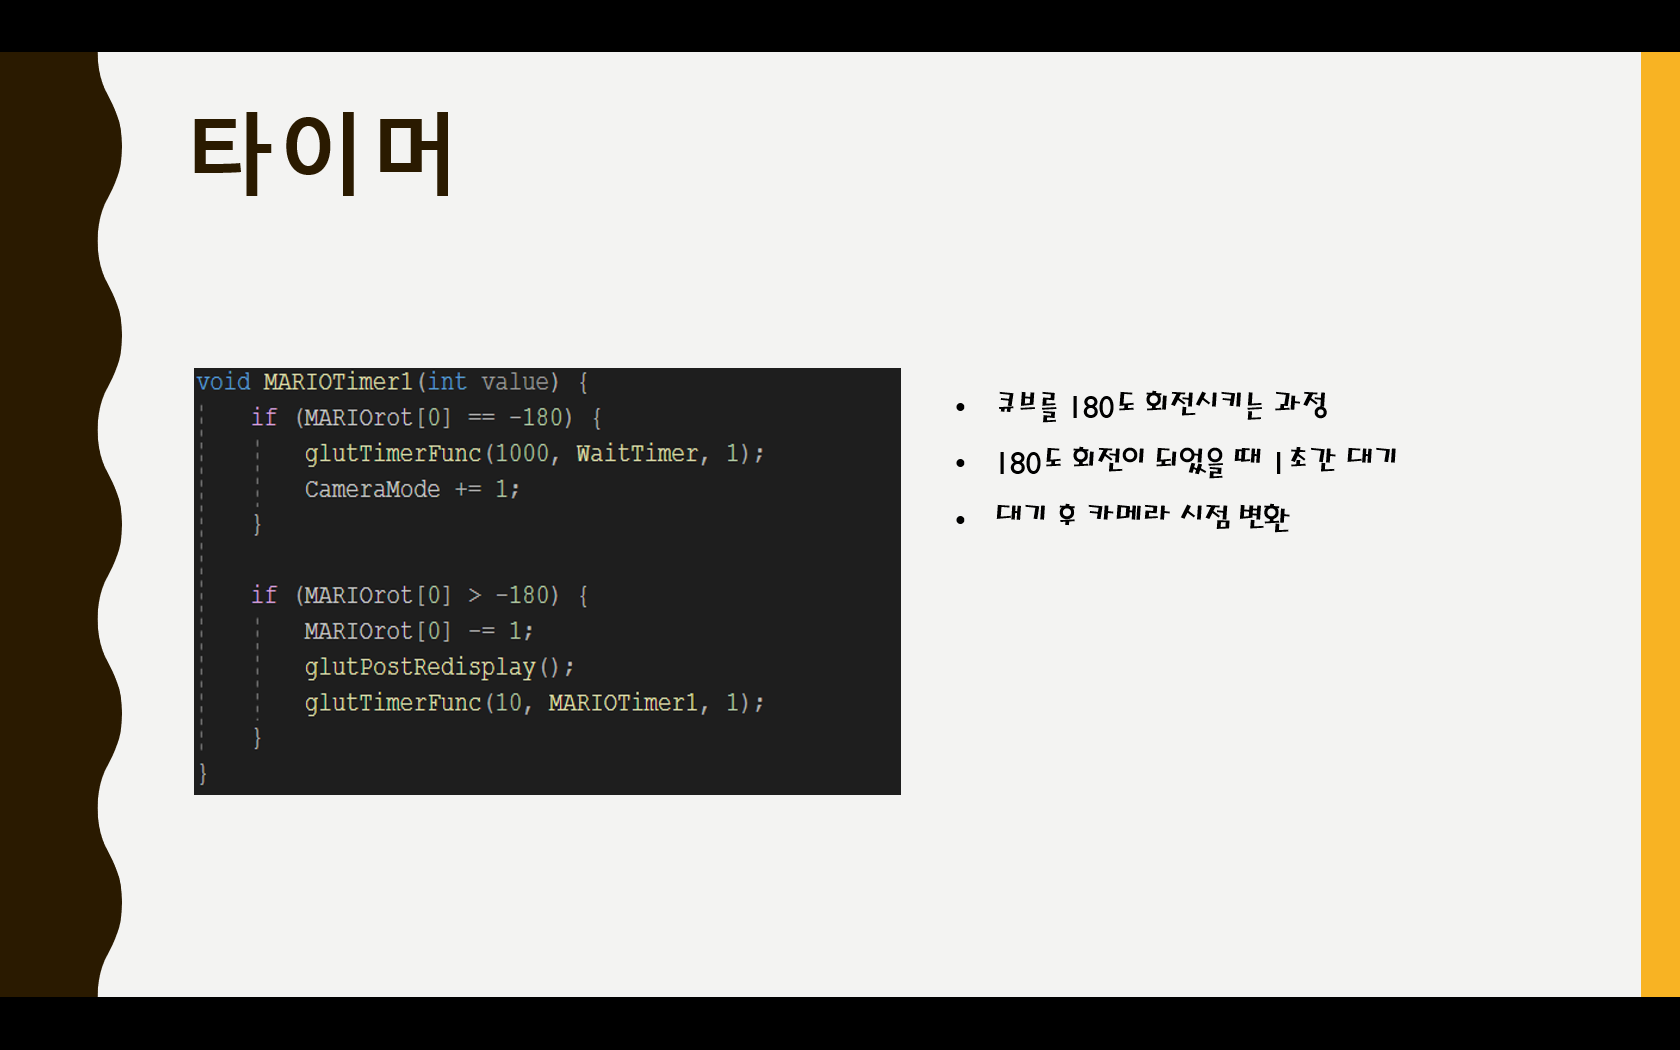 타이머
void MARIOTimer1(int value) {
if (MARIOrot[0] == -180) {
glutTimerFunc(1000, WaitTimer, 1);
CameraMode += 1;
}
if (MARIOrot[0] > -180) {
MARIOrot[0] -= 1;
glutPostRedisplay();
glutTimerFunc(10, MARIOTimer1, 1);
}
}
• 큐브를 180도 회전시키는 과정
• 180도 회전이 되었을 때 1초간 대기
• 대기 후 카메라 시점 변환